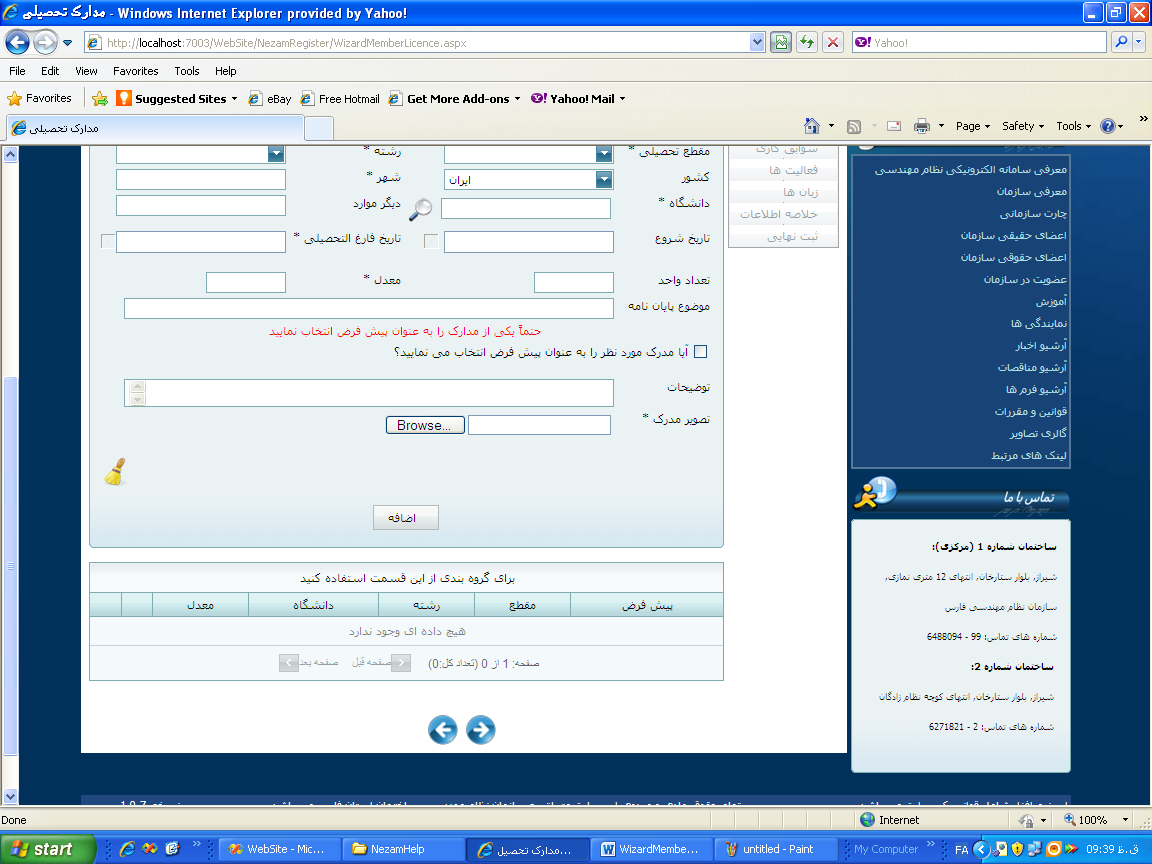 مدارک تحصیلی - Windows Internet Explorer provided by Yahoo!
http://localhost:7003/WebSite/NezamRegister/WizardMemberLicence.aspx
Yahoo!
File Edit View Favorites Tools Help
Favorites Suggested Sites eBay Free Hotmail Get More Add-ons Yahoo! Mail
مدارک تحصیلی
Page Safety Tools
مقطع تحصیلی *
رشته *
کشور
ایران
شهر *
دانشگاه *
دیگر موارد
تاریخ شروع
تاریخ فارغ التحصیلی *
تعداد واحد
معدل *
موضوع پایان نامه
حتماً یکی از مدارک را به عنوان پیش فرض انتخاب نمایید
آیا مدرک مورد نظر را به عنوان پیش فرض انتخاب می نمایید؟
توضیحات
تصویر مدرک *
Browse...
اضافه
برای گروه بندی از این قسمت استفاده کنید
پیش فرض مقطع رشته دانشگاه معدل
هیچ داده ای وجود ندارد
صفحه: 1 از 0 (تعداد کل:0) صفحه قبل صفحه بعد
سوابق کاری
فعالیت ها
زبان ها
خلاصه اطلاعات
ثبت نهایی
معرفی سامانه الکترونیکی نظام مهندسی
معرفی سازمان
چارت سازمانی
اعضای حقیقی سازمان
اعضای حقوقی سازمان
عضویت در سازمان
آموزش
نمایندگی ها
آرشیو اخبار
آرشیو مناقصات
آرشیو فرم ها
قوانین و مقررات
گالری تصاویر
لینک های مرتبط
تماس با ما
ساختمان شماره 1 (مرکزی):
شیراز، بلوار ستارخان، انتهای 12 متری نمازی،
سازمان نظام مهندسی فارس
شماره های تماس: 99 - 6488094
ساختمان شماره 2:
شیراز، بلوار ستارخان، انتهای کوچه نظام زادگان
شماره های تماس: 2 - 6271821
Done Internet 100%
start WebSite - Mic... NezamHelp مدارک تحصیل... WizardMembe... untitled - Paint My Computer FA 09:39 ق.ظ